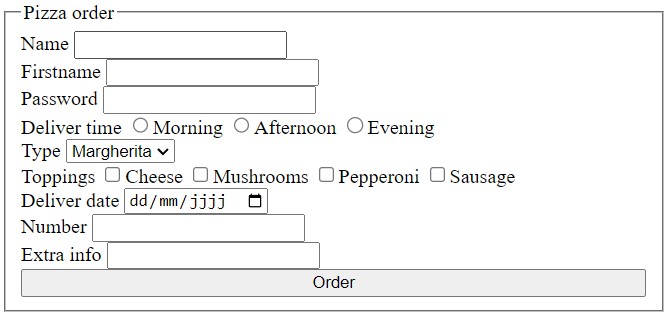 Pizza order
Name
Firstname
Password
Deliver time Morning Afternoon Evening
Type Margherita
Toppings Cheese Mushrooms Pepperoni Sausage
Deliver date dd/mm/jjjj
Number
Extra info
Order